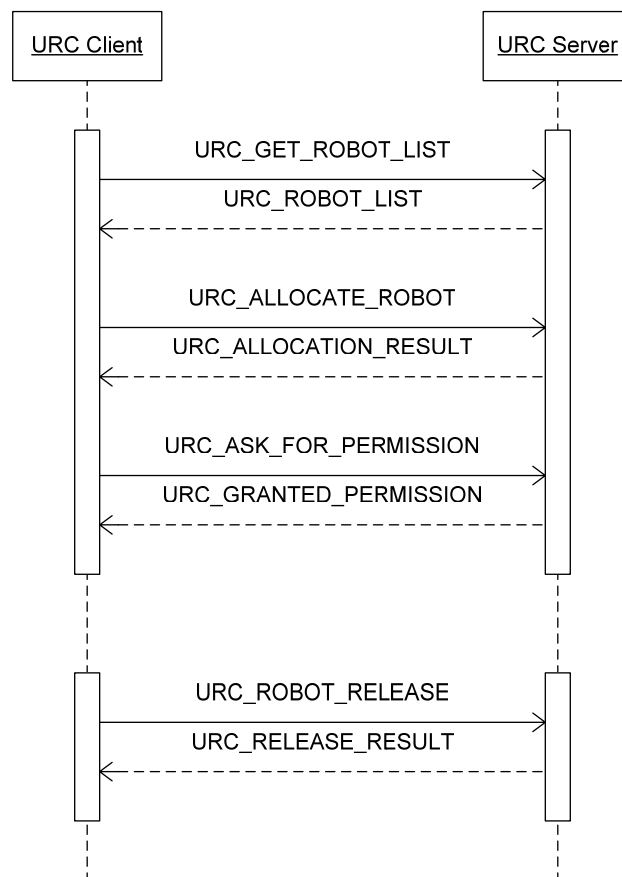 URC Client
URC Server
URC_GET_ROBOT_LIST
URC_ROBOT_LIST
URC_ALLOCATE_ROBOT
URC_ALLOCATION_RESULT
URC_ASK_FOR_PERMISSION
URC_GRANTED_PERMISSION
URC_ROBOT_RELEASE
URC_RELEASE_RESULT